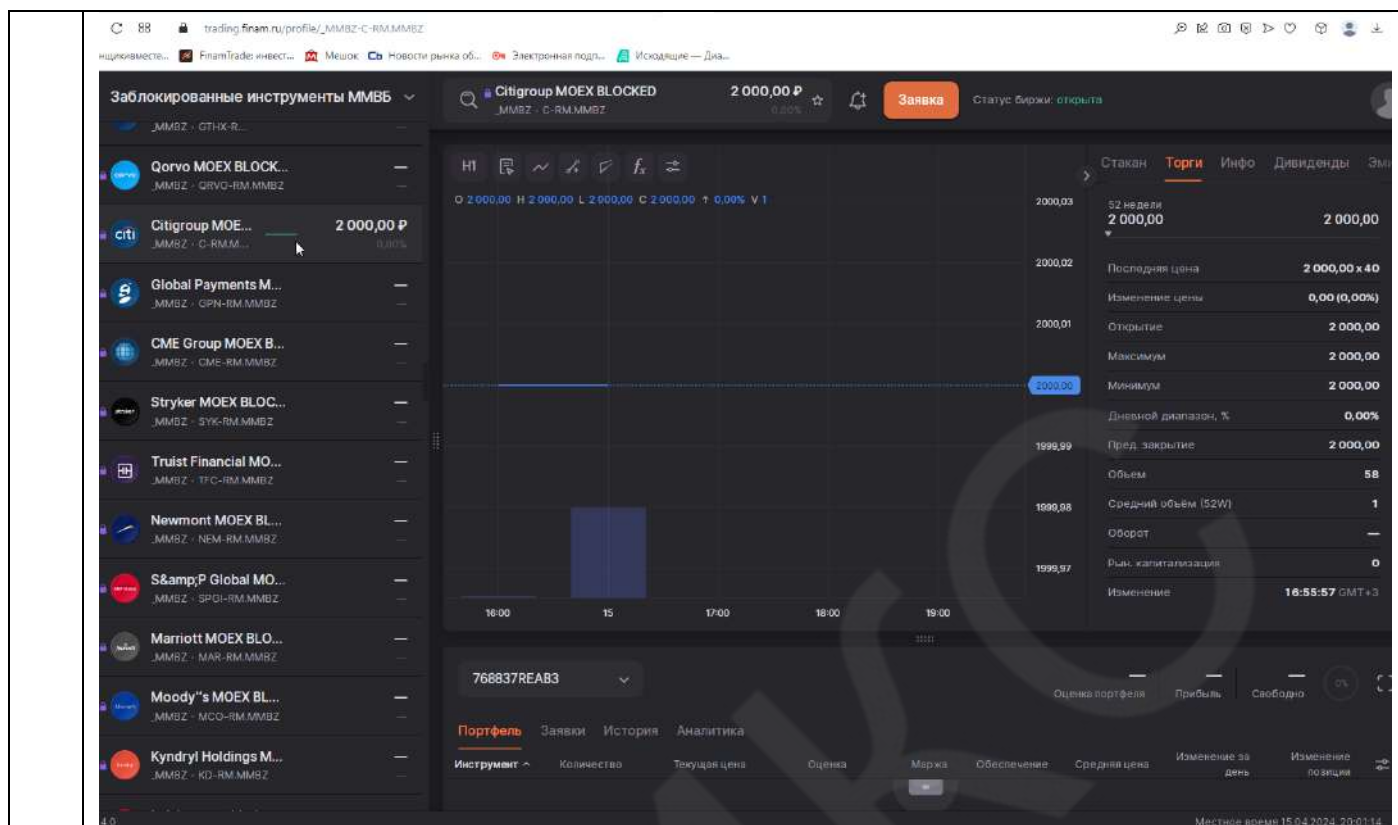 88 trading.finam.ru/profile/_MMBZ-C-RM.MMBZ
нщикивместе... FinamTrade: инвест... Мешок Сb Новости рынка об... Электронная подп... Исходящие — Диа...
Заблокированные инструменты ММВБ
Citigroup MOEX BLOCKED 2 000,00 ₽ Заявка Статус биржи: открыта
_MMBZ · C-RM.MMBZ 0,00%
_MMBZ · GTHX-R... —
Qorvo MOEX BLOCK... —
_MMBZ · QRVO-RM.MMBZ —
Citigroup MOE... 2 000,00 ₽
_MMBZ · C-RM.M... 0,00%
Global Payments M... —
_MMBZ · GPN-RM.MMBZ —
CME Group MOEX B... —
_MMBZ · CME-RM.MMBZ —
Stryker MOEX BLOC... —
_MMBZ · SYK-RM.MMBZ —
Truist Financial MO... —
_MMBZ · TFC-RM.MMBZ —
Newmont MOEX BL... —
_MMBZ · NEM-RM.MMBZ —
S&amp;P Global MO... —
_MMBZ · SPGI-RM.MMBZ —
Marriott MOEX BLO... —
_MMBZ · MAR-RM.MMBZ —
Moody''s MOEX BL... —
_MMBZ · MCO-RM.MMBZ —
Kyndryl Holdings M... —
_MMBZ · KD-RM.MMBZ —
4.0
H1 fx
O 2 000,00 H 2 000,00 L 2 000,00 C 2 000,00 ↑ 0,00% V 1
2000,03
2000,02
2000,01
2000,00
1999,99
1999,98
1999,97
16:00 15 17:00 18:00 19:00
Стакан Торги Инфо Дивиденды Эми
52 недели
2 000,00 2 000,00
Последняя цена 2 000,00 x 40
Изменение цены 0,00 (0,00%)
Открытие 2 000,00
Максимум 2 000,00
Минимум 2 000,00
Дневной диапазон, % 0,00%
Пред. закрытие 2 000,00
Объем 58
Средний объём (52W) 1
Оборот —
Рын. капитализация 0
Изменение 16:55:57 GMT+3
768837REAB3
— — — 0%
Оценка портфеля Прибыль Свободно
Портфель Заявки История Аналитика
Инструмент Количество Текущая цена Оценка Маржа Обеспечение Средняя цена Изменение за день Изменение позиции
Местное время 15.04.2024, 20:01:14
МКС